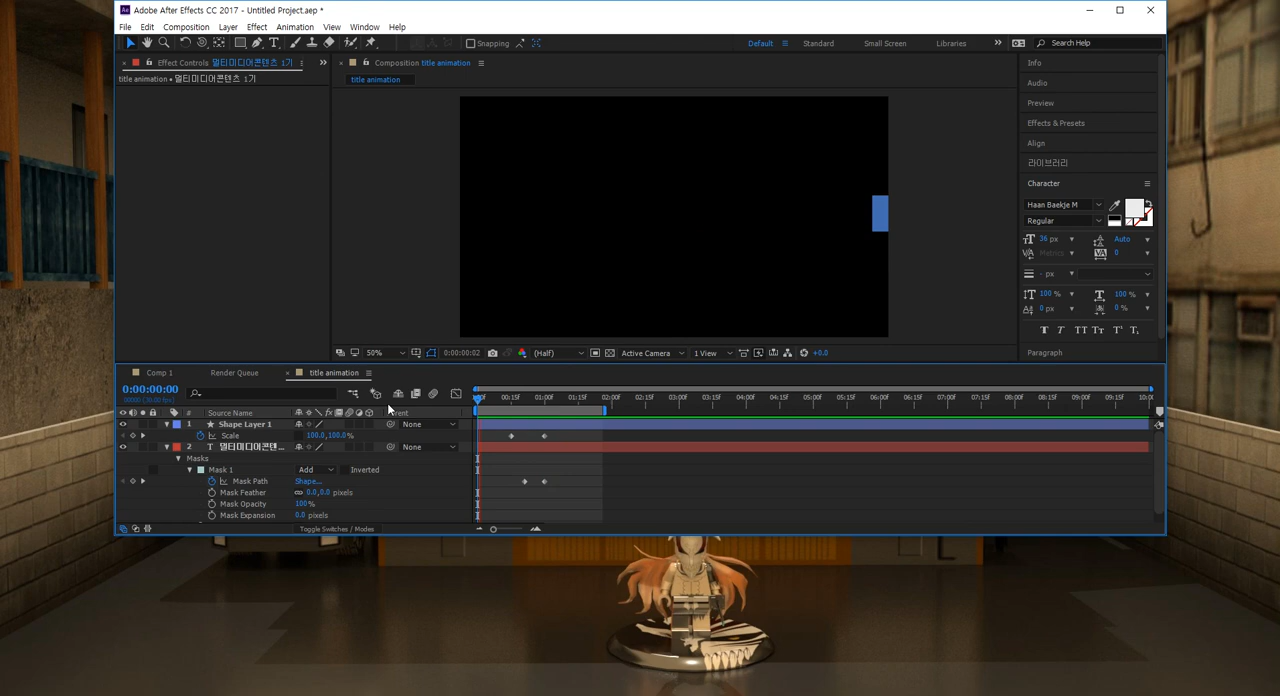 Adobe After Effects CC 2017 - Untitled Project.aep *
File Edit Composition Layer Effect Animation View Window Help
Snapping
Default Standard Small Screen Libraries Search Help
Effect Controls 멀티미디어콘텐츠 1기
Composition title animation
Info
멀티미디어콘텐츠 1기
title animation
Audio
Preview
Effects & Presets
Align
라이브러리
Character
Haan Baekje M
Regular
36 px Auto
Metrics 0
- px
100 % 100 %
0 px 0 %
T T TT Tт T¹ T₁
Paragraph
50% 0:00:00:02 (Half) Active Camera 1 View +0.0
Comp 1 Render Queue title animation
0:00:00:00
00:15f 01:00f 01:15f 02:00f 02:15f 03:00f 03:15f 04:00f 04:15f 05:00f 05:15f 06:00f 06:15f 07:00f 07:15f 08:00f 08:15f 09:00f 09:15f 10:0
# Source Name
1 Shape Layer 1 None
Scale 100.0,100.0%
2 T 멀티미디어콘텐... None
Masks
Mask 1 Add Inverted
Mask Path Shape...
Mask Feather 0.0,0.0 pixels
Mask Opacity 100%
Mask Expansion 0.0 pixels
Toggle Switches / Modes